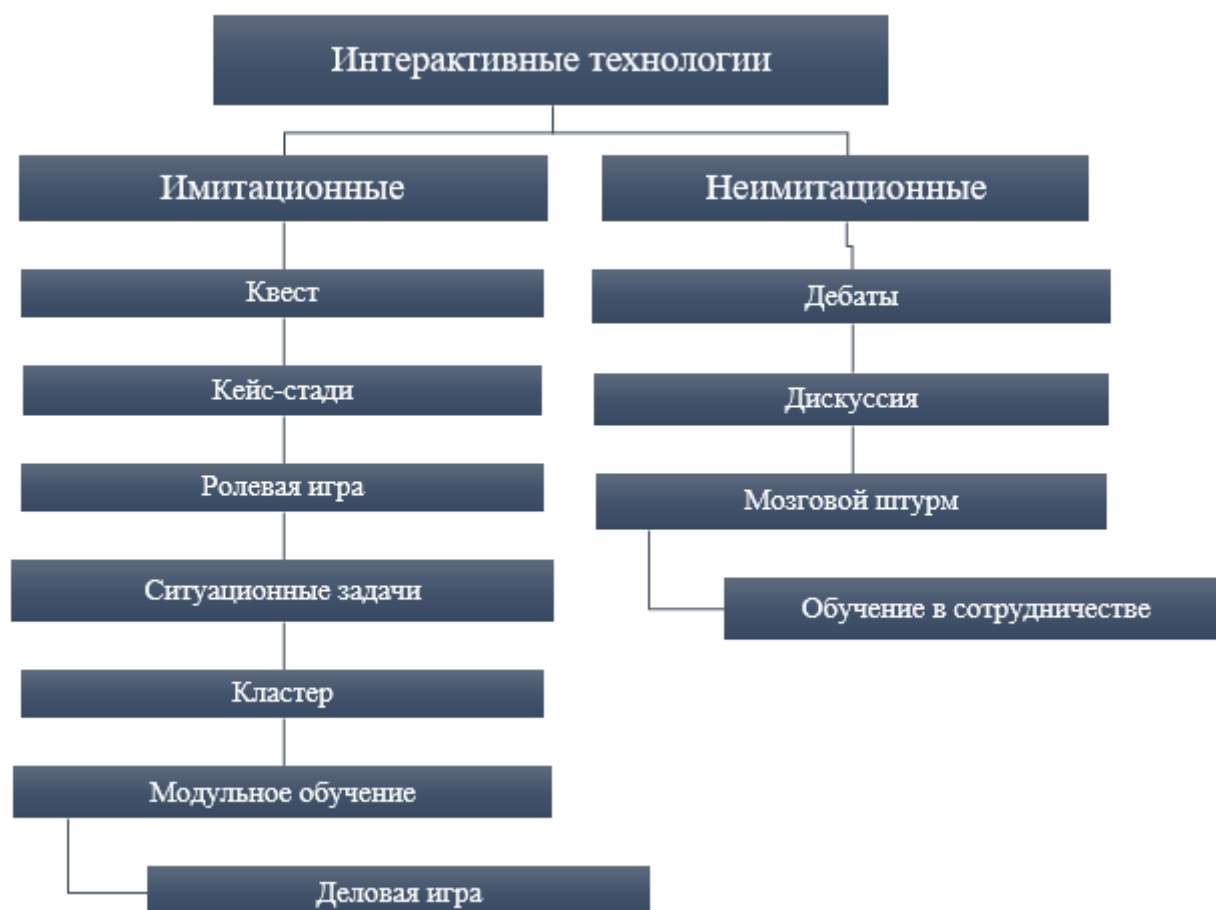 Интерактивные технологии
Имитационные
Неимитационные
Квест
Дебаты
Кейс-стади
Дискуссия
Ролевая игра
Мозговой штурм
Ситуационные задачи
Обучение в сотрудничестве
Кластер
Модульное обучение
Деловая игра